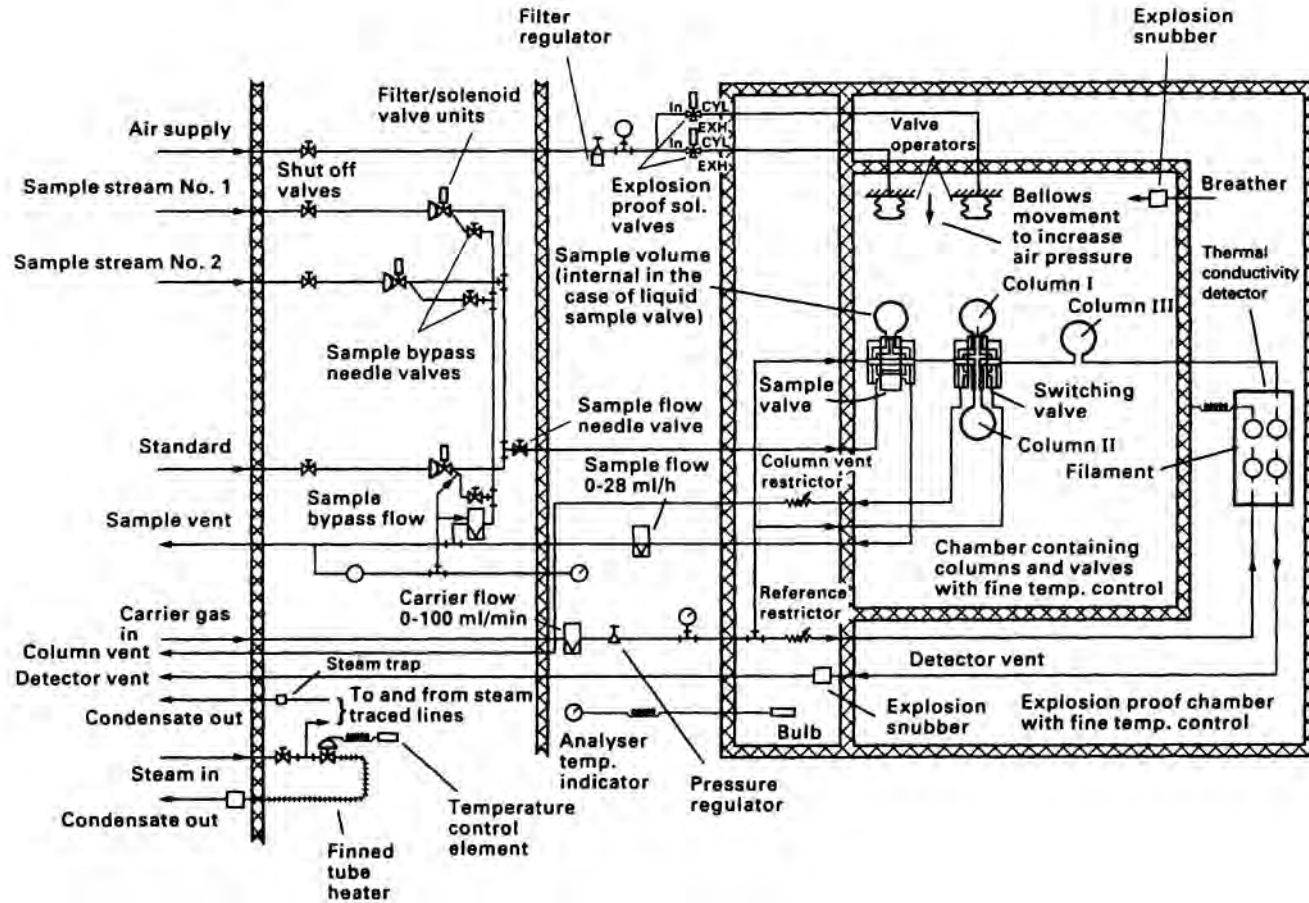 Filter
regulator
Explosion
snubber
Filter/solenoid
valve units
Air supply
In
CYL
EXH
In
CYL
EXH
Valve
operators
Shut off
valves
Sample stream No. 1
Explosion
proof sol.
valves
Bellows
movement
to increase
air pressure
Breather
Sample stream No. 2
Sample volume
(internal in the
case of liquid
sample valve)
Column I
Column III
Thermal
conductivity
detector
Sample bypass
needle valves
Sample
valve
Switching
valve
Column II
Sample flow
needle valve
Standard
Sample flow
0-28 ml/h
Column vent
restrictor
Filament
Sample
bypass flow
Sample vent
Chamber containing
columns and valves
with fine temp. control
Carrier flow
0-100 ml/min
Reference
restrictor
Carrier gas
in
Column vent
Detector vent
Steam trap
Detector vent
To and from steam
traced lines
Condensate out
Explosion
snubber
Explosion proof chamber
with fine temp. control
Analyser
temp.
indicator
Bulb
Pressure
regulator
Steam in
Condensate out
Temperature
control
element
Finned
tube
heater